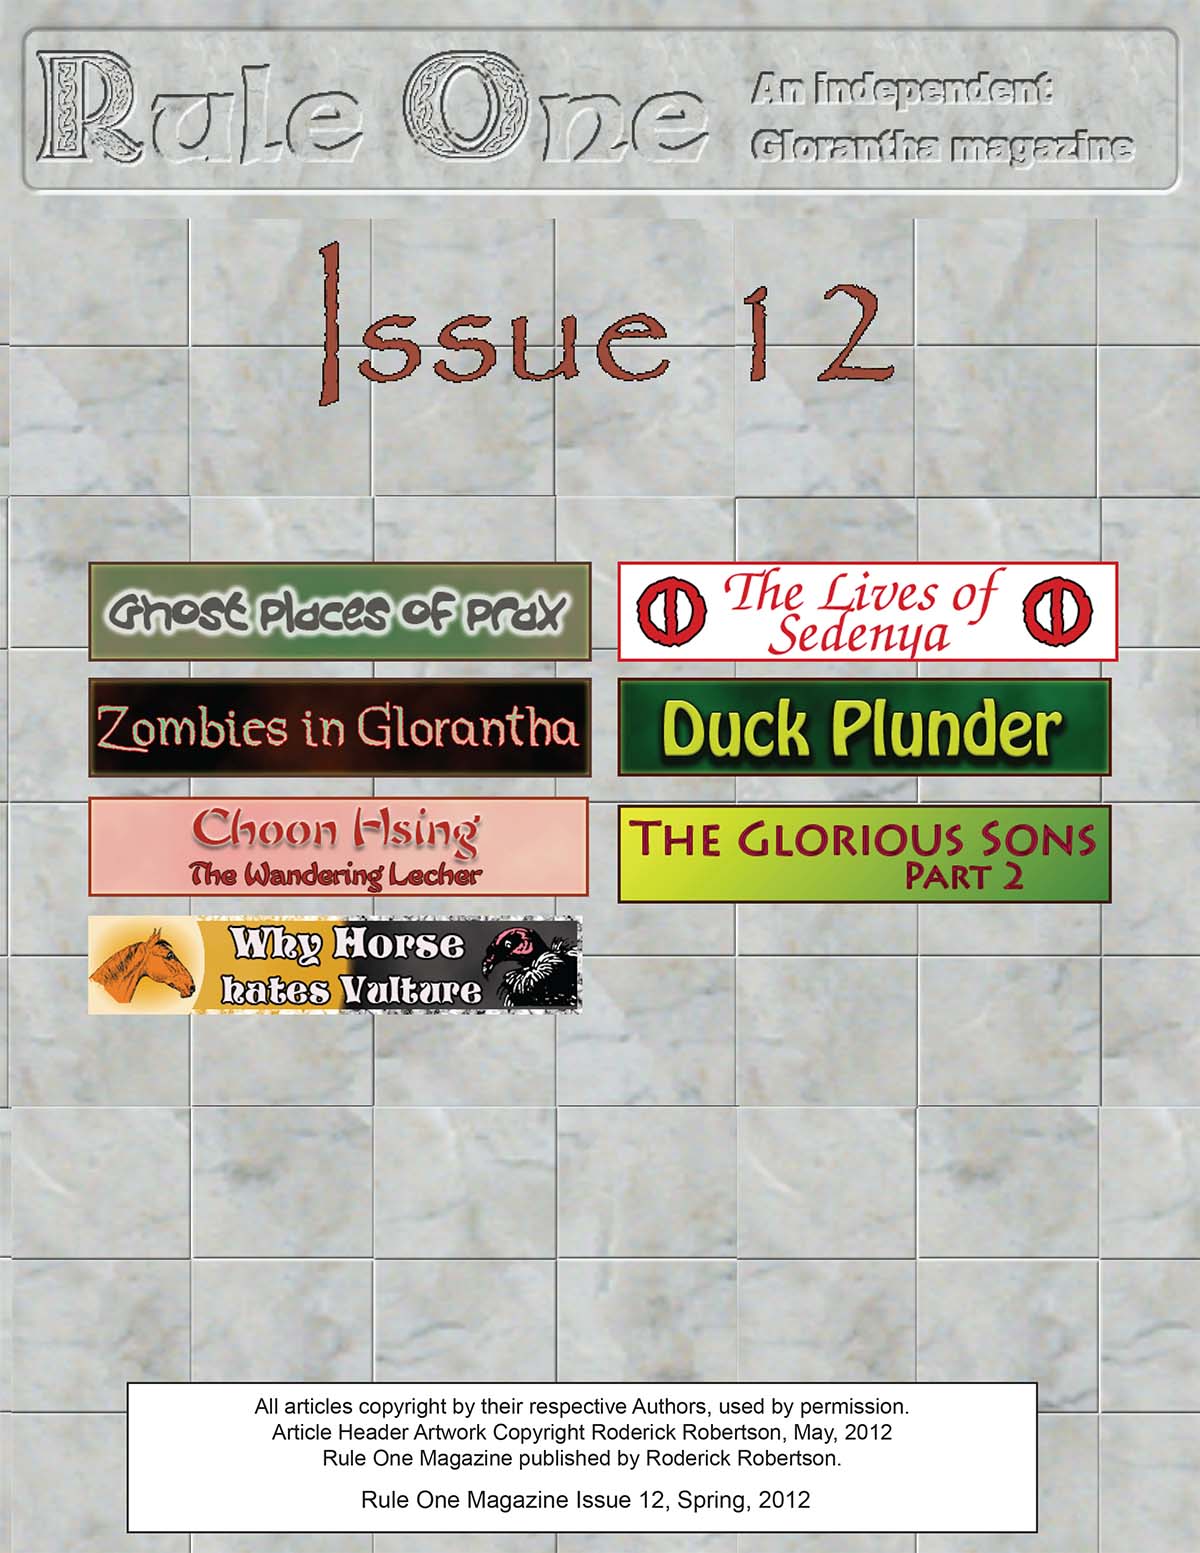 Rule One
An independent
Glorantha magazine
Issue 12
Ghost Places of Prax
The Lives of
Sedenya
Zombies in Glorantha
Duck Plunder
Choon Hsing
The Wandering Lecher
The Glorious Sons
Part 2
Why Horse
hates Vulture
All articles copyright by their respective Authors, used by permission.
Article Header Artwork Copyright Roderick Robertson, May, 2012
Rule One Magazine published by Roderick Robertson.
Rule One Magazine Issue 12, Spring, 2012